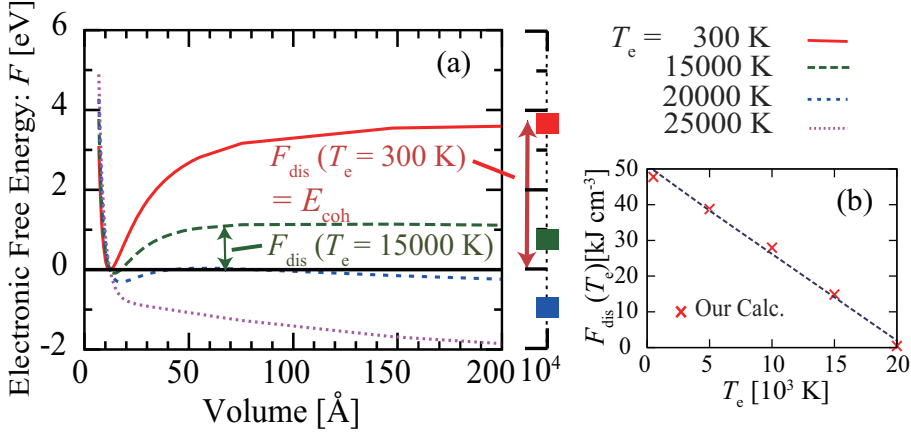 (a)
Electronic Free Energy: F [eV]
6
4
2
0
-2
F_dis (T_e = 300 K)
= E_coh
F_dis (T_e = 15000 K)
0 50 100 150 200 10^4
Volume [Å]
T_e = 300 K
15000 K
20000 K
25000 K
(b)
F_dis(T_e)[kJ cm^-3]
50
40
30
20
10
0
Our Calc.
0 5 10 15 20
T_e [10^3 K]